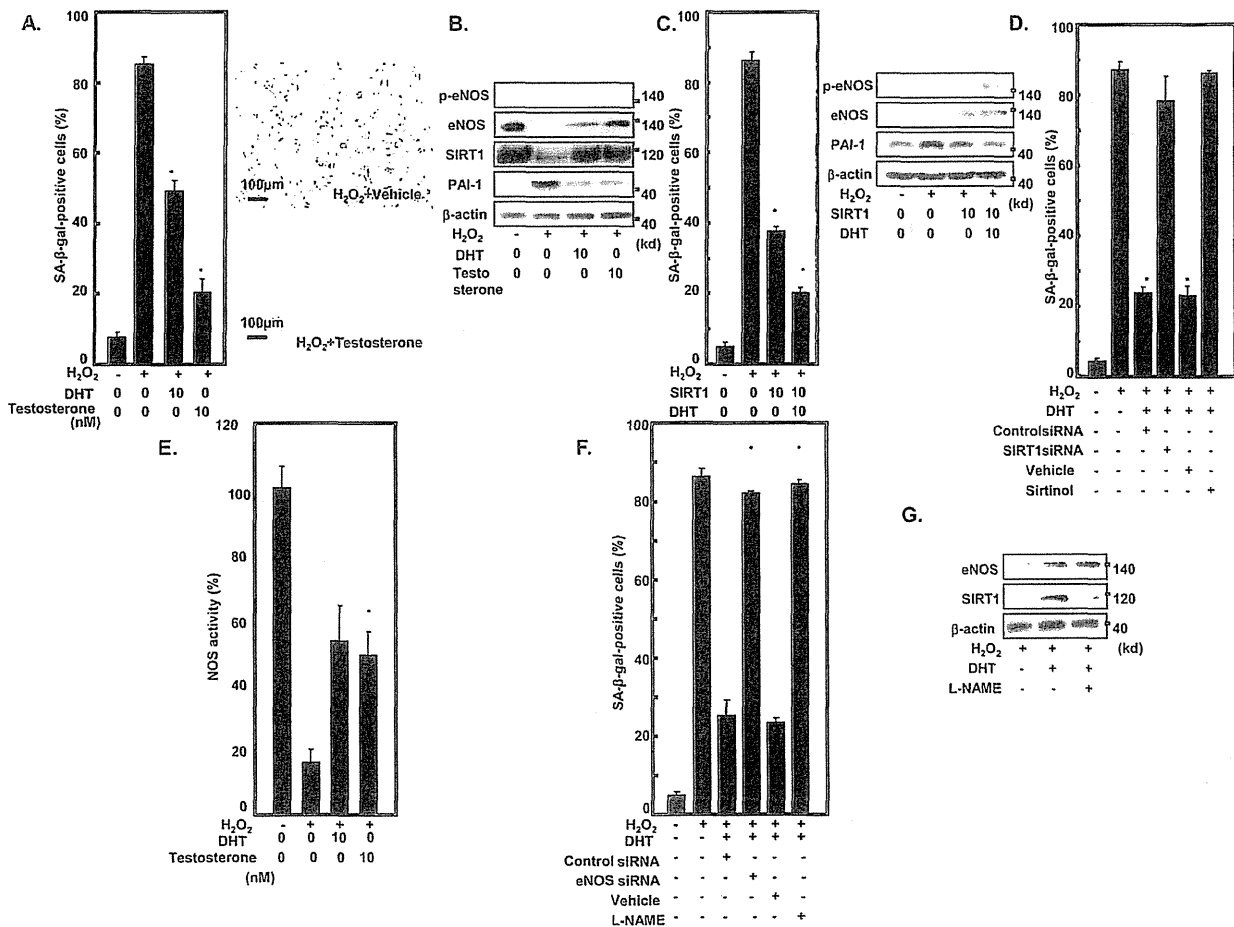 A.
SA-β-gal-positive cells (%)
100
80
60
40
20
0
H₂O₂ - + + +
DHT 0 0 10 0
Testosterone 0 0 0 10
(nM)
100μm
H₂O₂+Vehicle
100μm
H₂O₂+Testosterone
B.
p-eNOS 140
eNOS 140
SIRT1 120
PAI-1 40
β-actin 40
H₂O₂ - + + + (kd)
DHT 0 0 10 0
Testo
sterone 0 0 0 10
C.
SA-β-gal-positive cells (%)
100
80
60
40
20
0
H₂O₂ - + + +
SIRT1 0 0 10 10
DHT 0 0 0 10
p-eNOS 140
eNOS 140
PAI-1 40
β-actin 40
H₂O₂ - + + + (kd)
SIRT1 0 0 10 10
DHT 0 0 0 10
D.
SA-β-gal-positive cells (%)
100
80
60
40
20
0
H₂O₂ - + + + + +
DHT - - + + + +
ControlsiRNA - - + - - -
SIRT1siRNA - - - + - -
Vehicle - - - - + -
Sirtinol - - - - - +
E.
NOS activity (%)
120
100
80
60
40
20
0
H₂O₂ - + + +
DHT 0 0 10 0
Testosterone 0 0 0 10
(nM)
F.
SA-β-gal-positive cells (%)
100
80
60
40
20
0
H₂O₂ - + + + + +
DHT - - + + + +
Control siRNA - - + - - -
eNOS siRNA - - - + - -
Vehicle - - - - + -
L-NAME - - - - - +
G.
eNOS 140
SIRT1 120
β-actin 40
H₂O₂ + + + (kd)
DHT - + +
L-NAME - - +